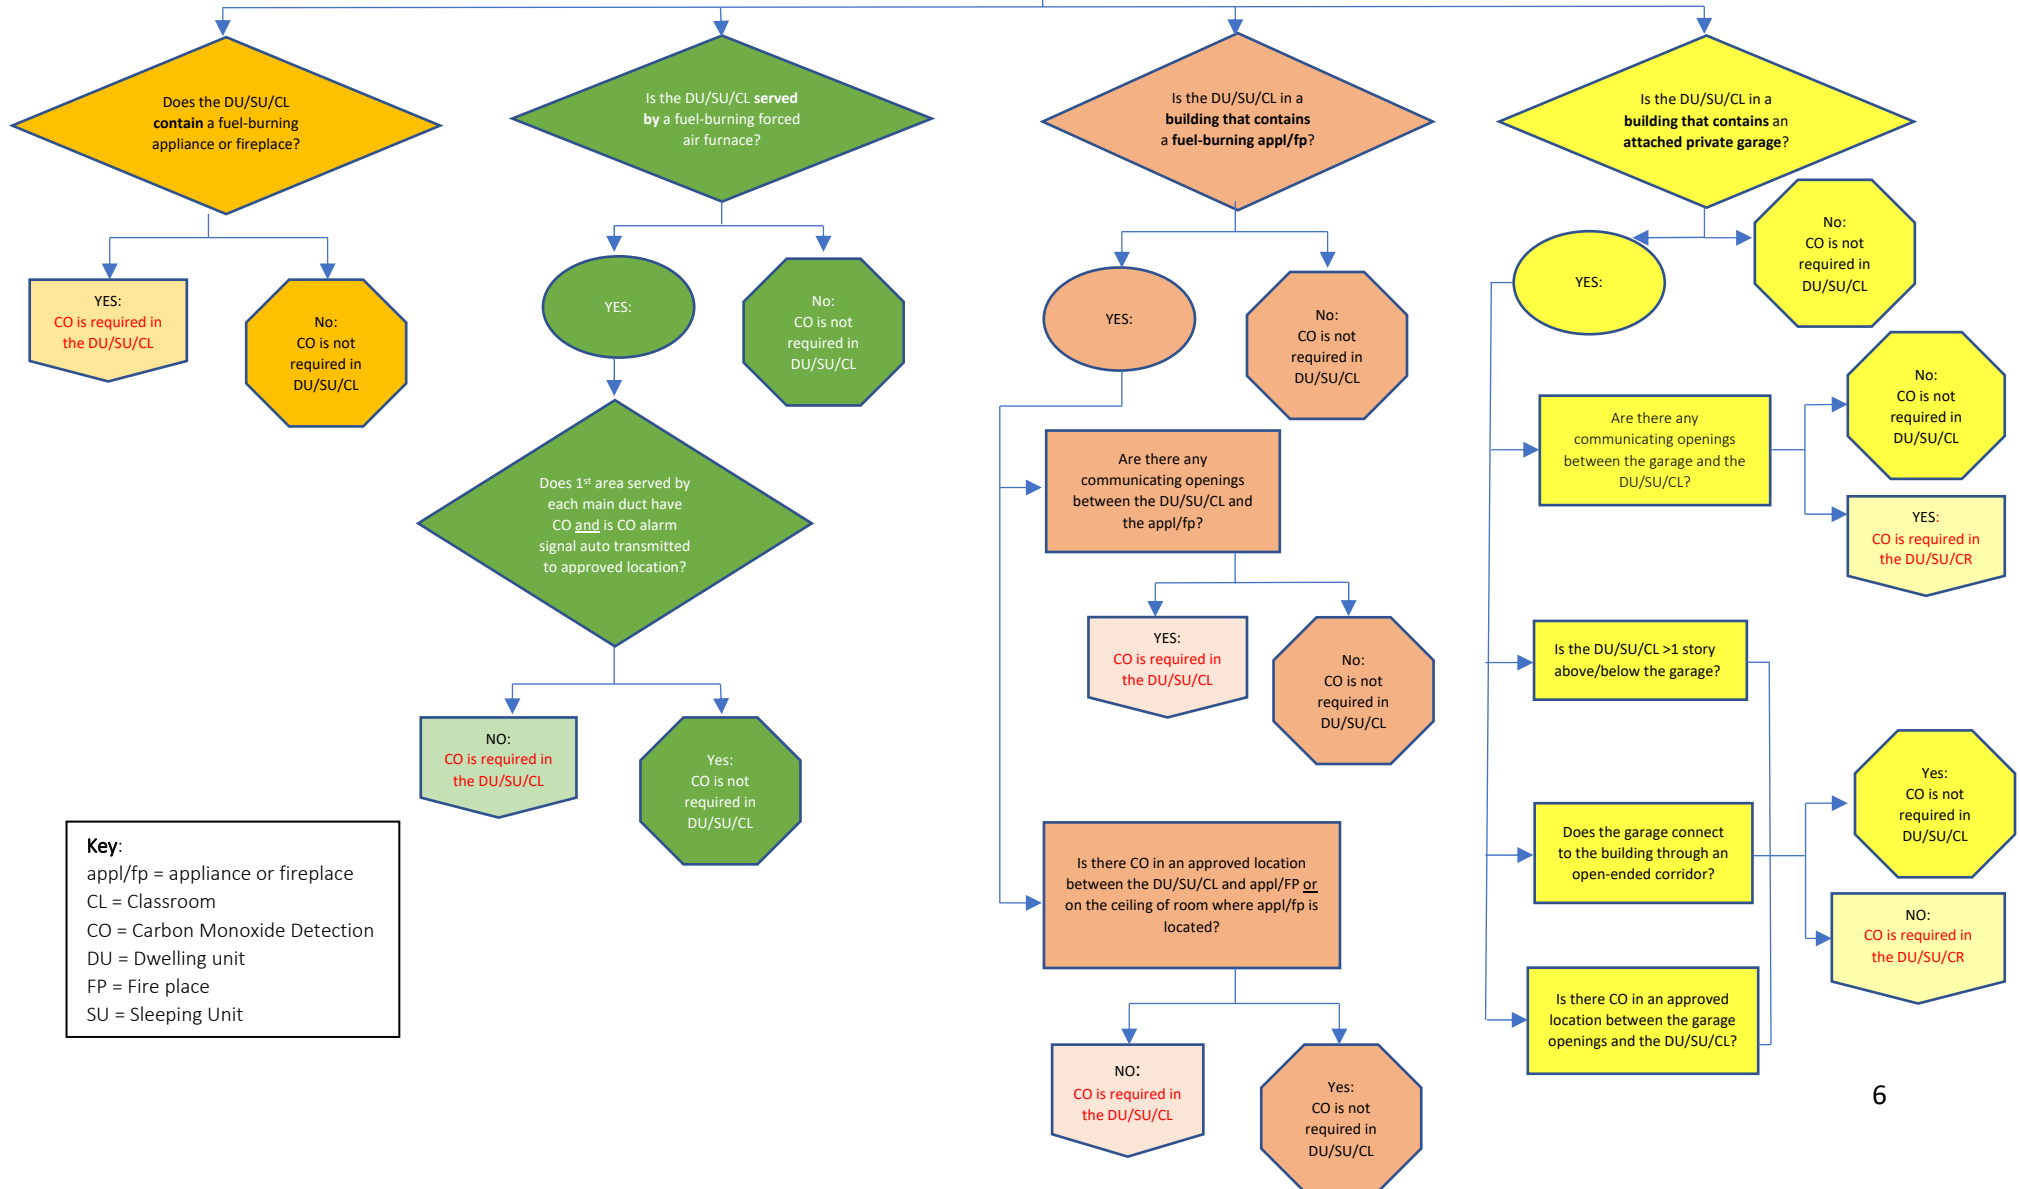 Does the DU/SU/CL
contain a fuel-burning
appliance or fireplace?
YES:
CO is required in
the DU/SU/CL
No:
CO is not
required in
DU/SU/CL
Is the DU/SU/CL served
by a fuel-burning forced
air furnace?
YES:
No:
CO is not
required in
DU/SU/CL
Does 1st area served by
each main duct have
CO and is CO alarm
signal auto transmitted
to approved location?
NO:
CO is required in
the DU/SU/CL
Yes:
CO is not
required in
DU/SU/CL
Is the DU/SU/CL in a
building that contains
a fuel-burning appl/fp?
YES:
No:
CO is not
required in
DU/SU/CL
Are there any
communicating openings
between the DU/SU/CL and
the appl/fp?
YES:
CO is required in
the DU/SU/CL
No:
CO is not
required in
DU/SU/CL
Is there CO in an approved location
between the DU/SU/CL and appl/FP or
on the ceiling of room where appl/fp is
located?
NO:
CO is required in
the DU/SU/CL
Yes:
CO is not
required in
DU/SU/CL
Is the DU/SU/CL in a
building that contains an
attached private garage?
YES:
No:
CO is not
required in
DU/SU/CL
Are there any
communicating openings
between the garage and the
DU/SU/CL?
No:
CO is not
required in
DU/SU/CL
YES:
CO is required in
the DU/SU/CR
Is the DU/SU/CL >1 story
above/below the garage?
Does the garage connect
to the building through an
open-ended corridor?
Is there CO in an approved
location between the garage
openings and the DU/SU/CL?
Yes:
CO is not
required in
DU/SU/CL
NO:
CO is required in
the DU/SU/CR
Key:
appl/fp = appliance or fireplace
CL = Classroom
CO = Carbon Monoxide Detection
DU = Dwelling unit
FP = Fire place
SU = Sleeping Unit
6